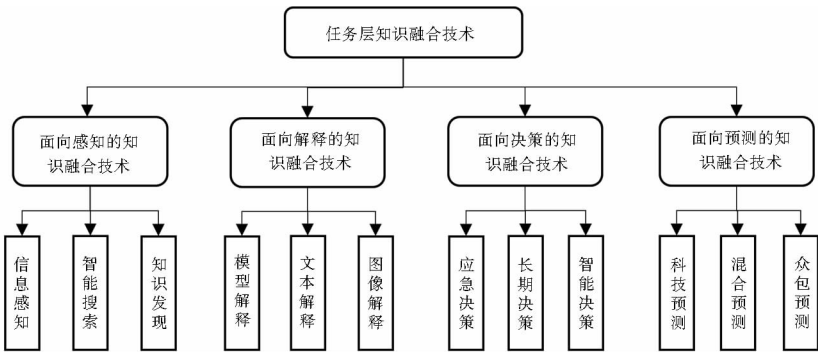 任务层知识融合技术
面向感知的知
识融合技术
面向解释的知
识融合技术
面向决策的知
识融合技术
面向预测的知
识融合技术
信息感知
智能搜索
知识发现
模型解释
文本解释
图像解释
应急决策
长期决策
智能决策
科技预测
混合预测
众包预测